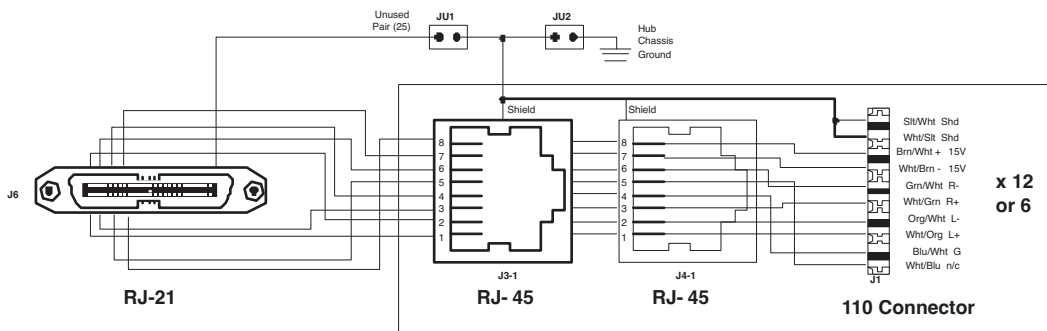 Unused
Pair (25)
JU1
JU2
Hub
Chassis
Ground
Shield
Shield
J6
8
7
6
5
4
3
2
1
8
7
6
5
4
3
2
1
Slt/Wht Shd
Wht/Slt Shd
Brn/Wht + 15V
Wht/Brn - 15V
Grn/Wht R-
Wht/Grn R+
Org/Wht L-
Wht/Org L+
Blu/Wht G
Wht/Blu n/c
x 12
or 6
J3-1
J4-1
J1
RJ-21
RJ- 45
RJ- 45
110 Connector